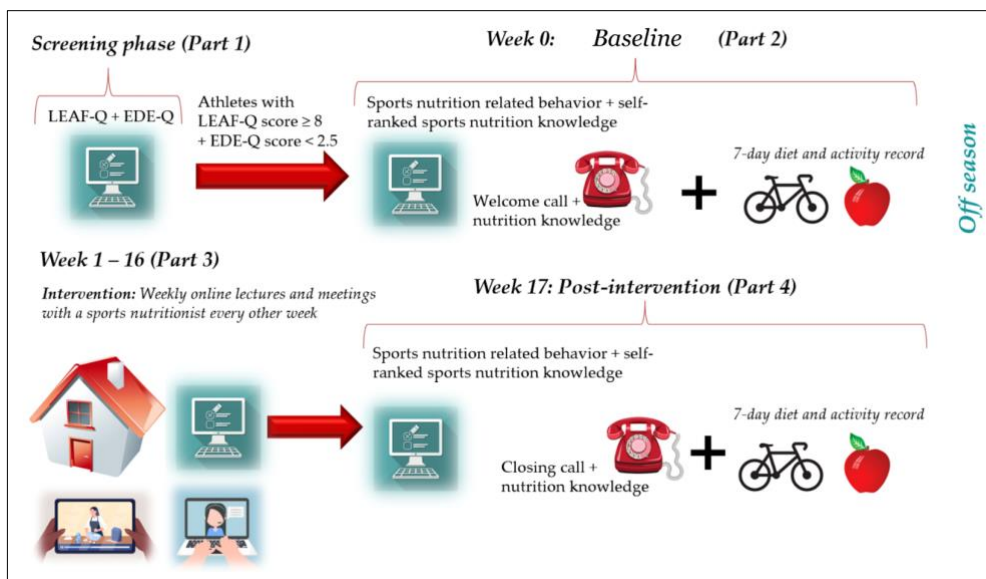 Screening phase (Part 1)
LEAF-Q + EDE-Q
Athletes with
LEAF-Q score ≥ 8
+ EDE-Q score < 2.5
Week 0: Baseline (Part 2)
Sports nutrition related behavior + self-
ranked sports nutrition knowledge
Welcome call +
nutrition knowledge
7-day diet and activity record
Off season
Week 1 – 16 (Part 3)
Intervention: Weekly online lectures and meetings
with a sports nutritionist every other week
Week 17: Post-intervention (Part 4)
Sports nutrition related behavior + self-
ranked sports nutrition knowledge
Closing call +
nutrition knowledge
7-day diet and activity record